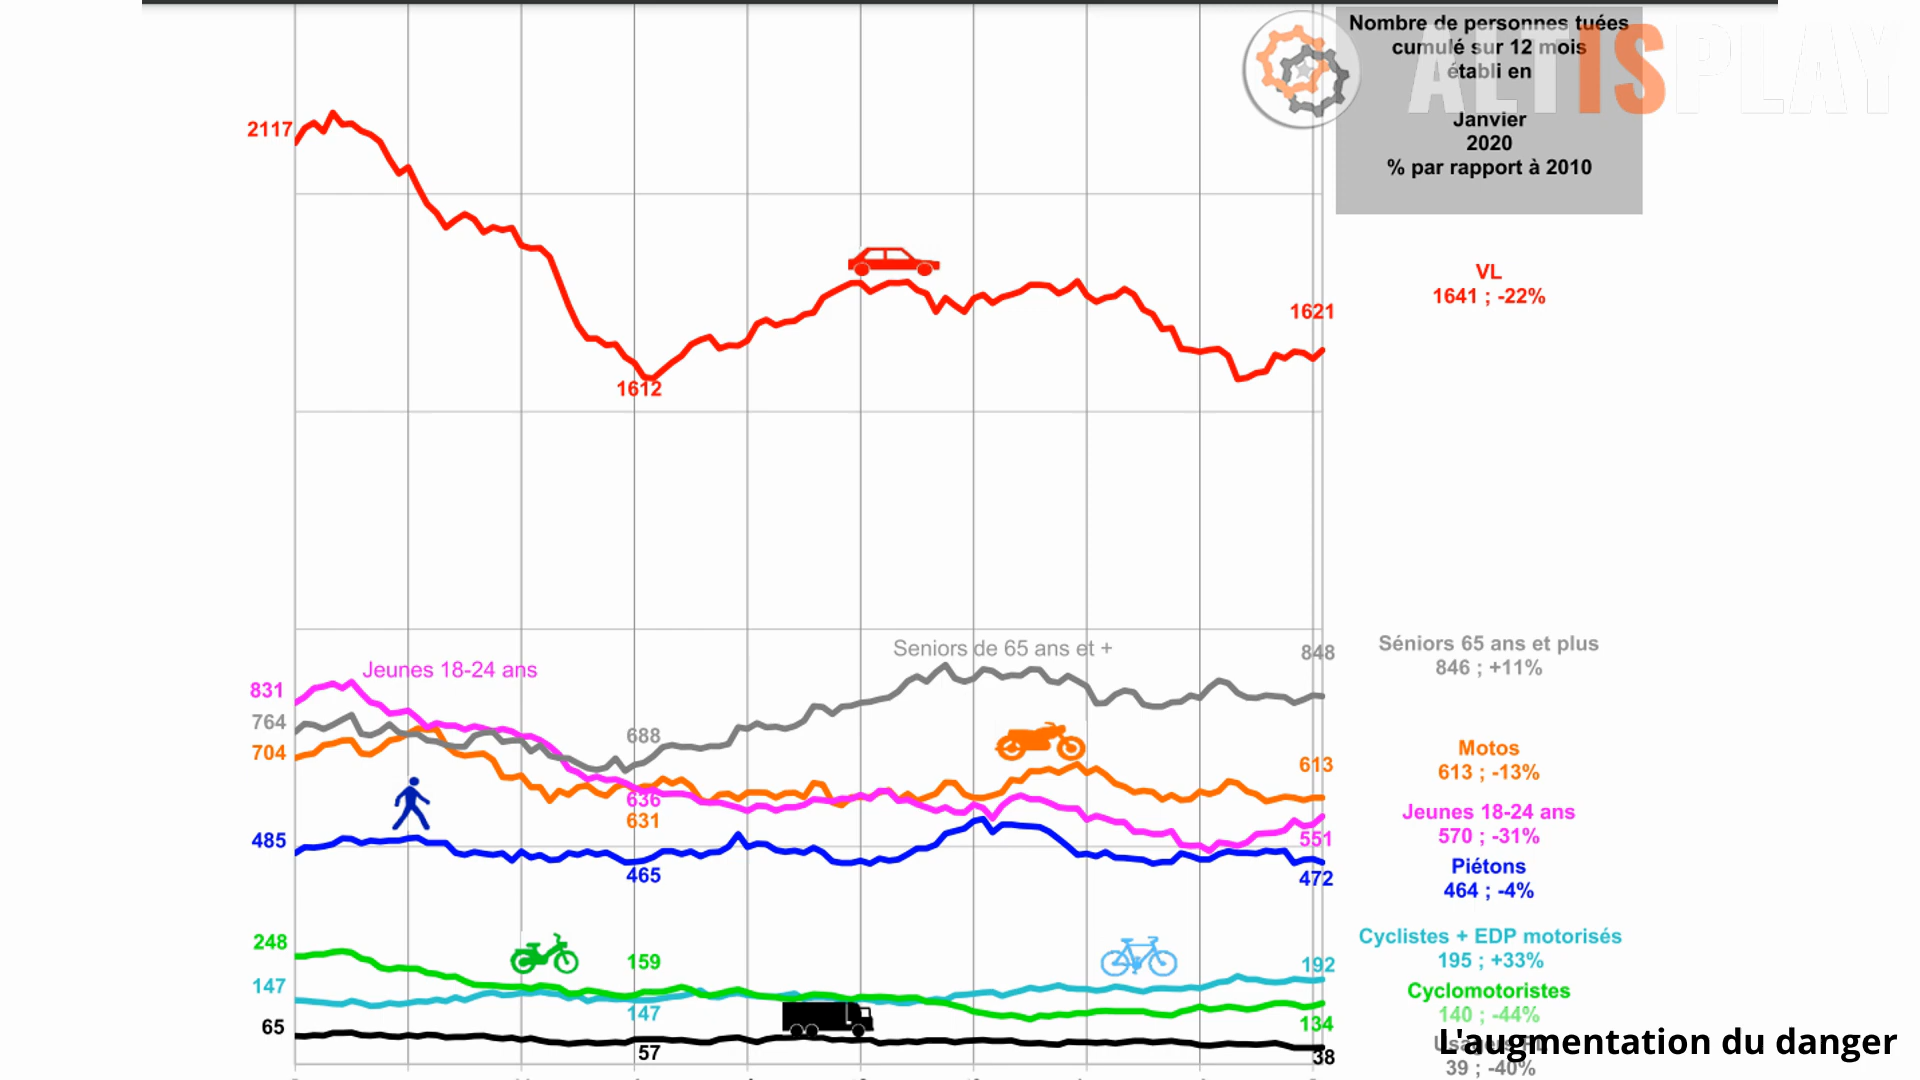 Nombre de personnes tuées
cumulé sur 12 mois
établi en
Janvier
2020
% par rapport à 2010
ALTISPLAY
2117
1612
1621
VL
1641 ; -22%
Jeunes 18-24 ans
Seniors de 65 ans et +
831
764
704
688
636
631
848
613
551
Séniors 65 ans et plus
846 ; +11%
Motos
613 ; -13%
Jeunes 18-24 ans
570 ; -31%
485
465
472
Piétons
464 ; -4%
248
159
147
147
192
134
Cyclistes + EDP motorisés
195 ; +33%
Cyclomotoristes
140 ; -44%
65
57
38
L'augmentation du danger
39 ; -40%